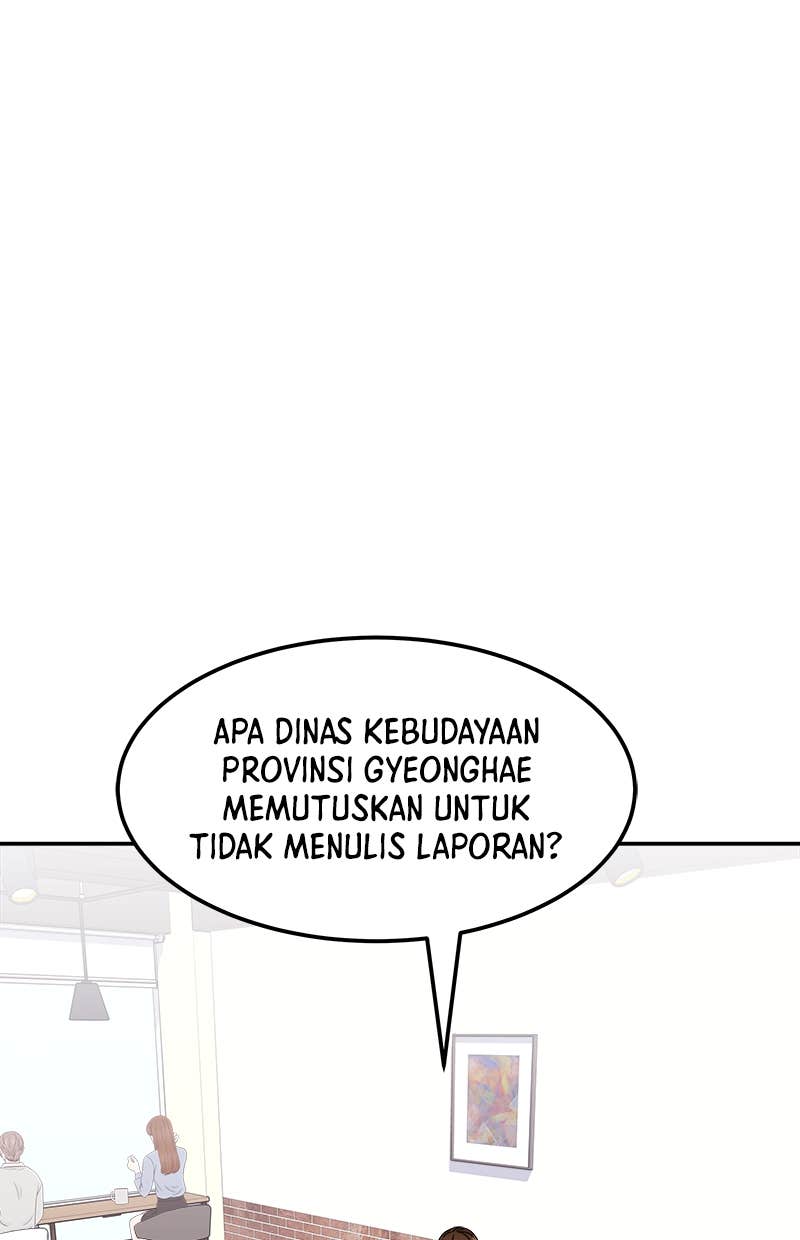 APA DINAS KEBUDAYAAN
PROVINSI GYEONGHAE
MEMUTUSKAN UNTUK
TIDAK MENULIS LAPORAN?